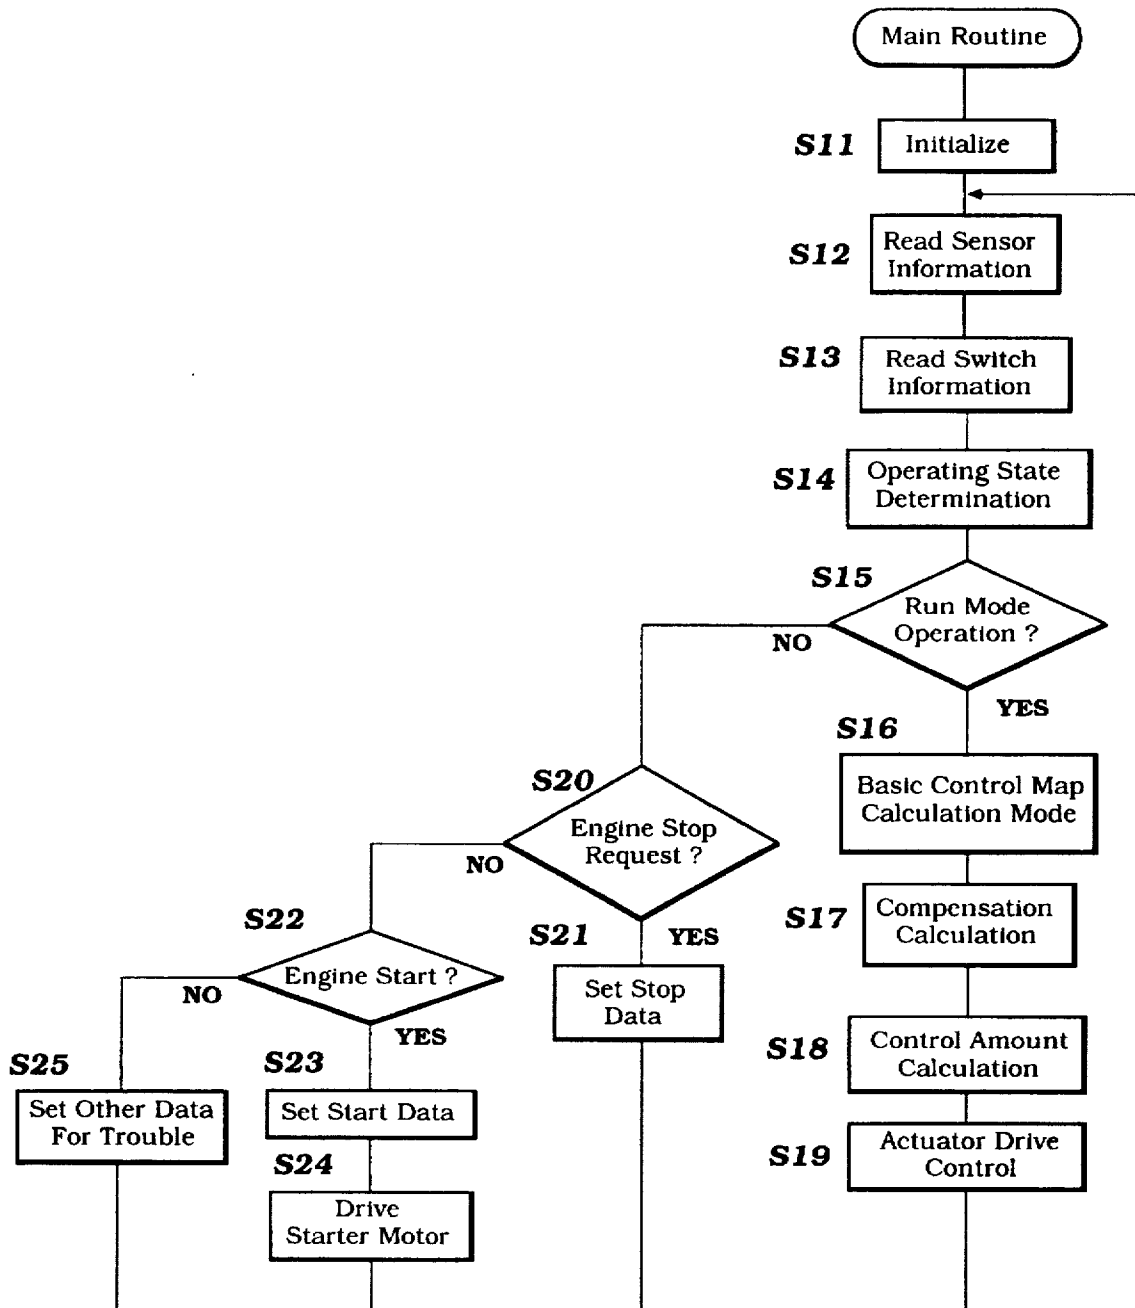 Main Routine
S11
Initialize
S12
Read Sensor
Information
S13
Read Switch
Information
S14
Operating State
Determination
S15
Run Mode
Operation ?
NO
YES
S16
Basic Control Map
Calculation Mode
S20
Engine Stop
Request ?
NO
YES
S17
Compensation
Calculation
S22
Engine Start ?
NO
YES
S21
Set Stop
Data
S18
Control Amount
Calculation
S25
Set Other Data
For Trouble
S23
Set Start Data
S24
Drive
Starter Motor
S19
Actuator Drive
Control